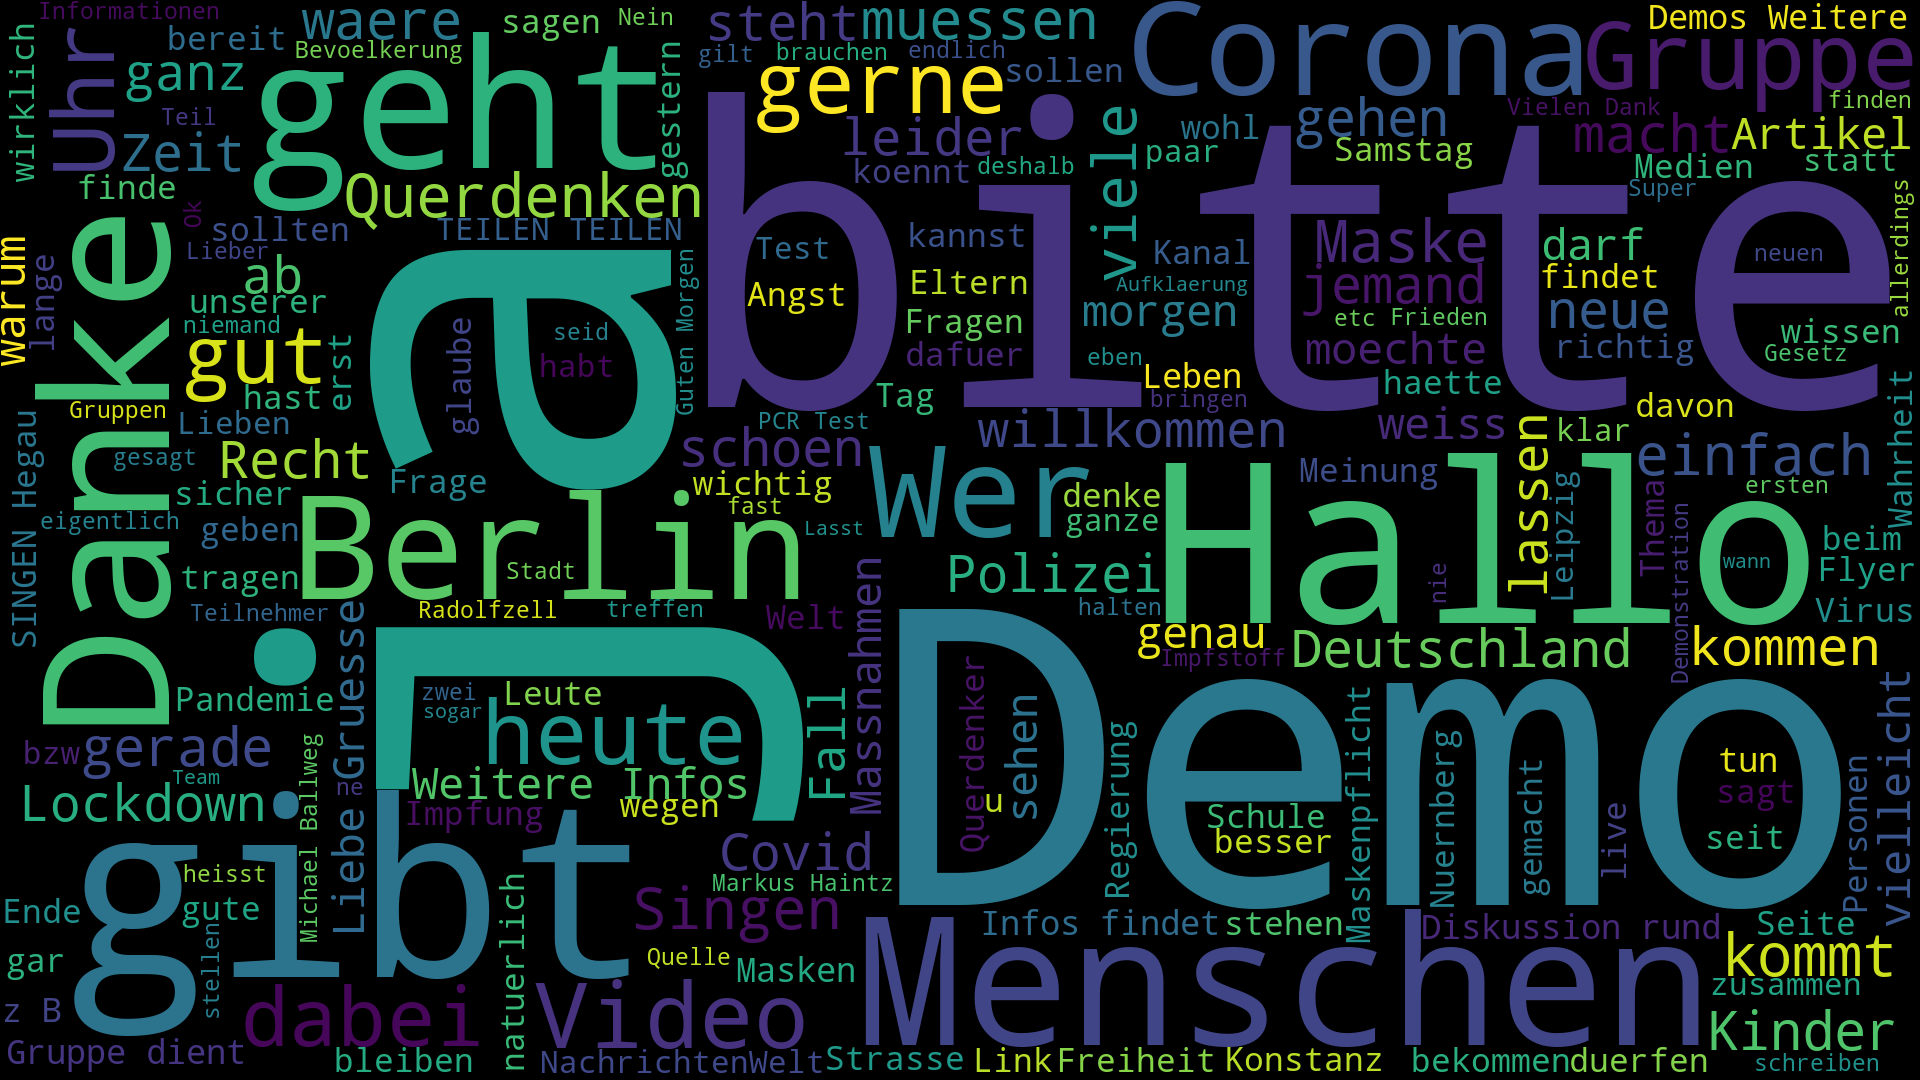 Informationen
waere
sagen
Nein
steht
muessen
Corona
Demos Weitere
bereit
Bevoelkerung
gilt
brauchen
endlich
sollen
Gruppe
wirklich
Uhr
ganz
geht
gestern
gerne
Vielen Dank
finden
Teil
Zeit
leider
viele
wohl
gehen
macht
Artikel
paar
Samstag
Medien
statt
finde
Querdenken
koennt
deshalb
Super
allerdings
Danke
Ok
sollten
TEILEN TEILEN
bitte
Lieber
Test
kannst
Kanal
Maske
darf
neuen
warum
lange
ab
unserer
Ja
Guten Morgen
Angst
Eltern
Aufklaerung
jemand
findet
niemand
gut
erst
glaube
seid
habt
Fragen
morgen
etc
Frieden
neue
wissen
dafuer
eben
moechte
richtig
Gesetz
hast
Leben
haette
Gruppen
Lieben
Tag
bringen
davon
Wahrheit
SINGEN Hegau
PCR Test
willkommen
weiss
klar
gesagt
Recht
schoen
Wer
Hallo
lassen
einfach
sicher
Frage
wichtig
denke
Meinung
Leipzig
Thema
ersten
eigentlich
geben
Berlin
fast
Lasst
ganze
Demonstration
beim
tragen
Stadt
Polizei
nie
wann
Flyer
Teilnehmer
Radolfzell
treffen
Welt
Massnahmen
halten
Virus
genau
Impfstoff
Deutschland
kommen
Pandemie
Liebe Gruesse
zwei
Leute
sogar
heute
Fall
Demo
Querdenker
sehen
Regierung
Maskenpflicht
Nuernberg
vielleicht
bzw
gerade
Team
Michael Ballweg
ne
Weitere Infos
u
gemacht
live
tun
sagt
Personen
Lockdown
Impfung
wegen
Schule
besser
seit
gibt
Covid
heisst
Markus Haintz
Ende
gute
natuerlich
Singen
Menschen
Infos findet
stehen
Diskussion rund
Seite
gar
stellen
Quelle
Masken
kommt
z B
dabei
Video
zusammen
Gruppe dient
bleiben
NachrichtenWelt
Strasse
Link
Freiheit
Konstanz
bekommen
duerfen
Kinder
schreiben